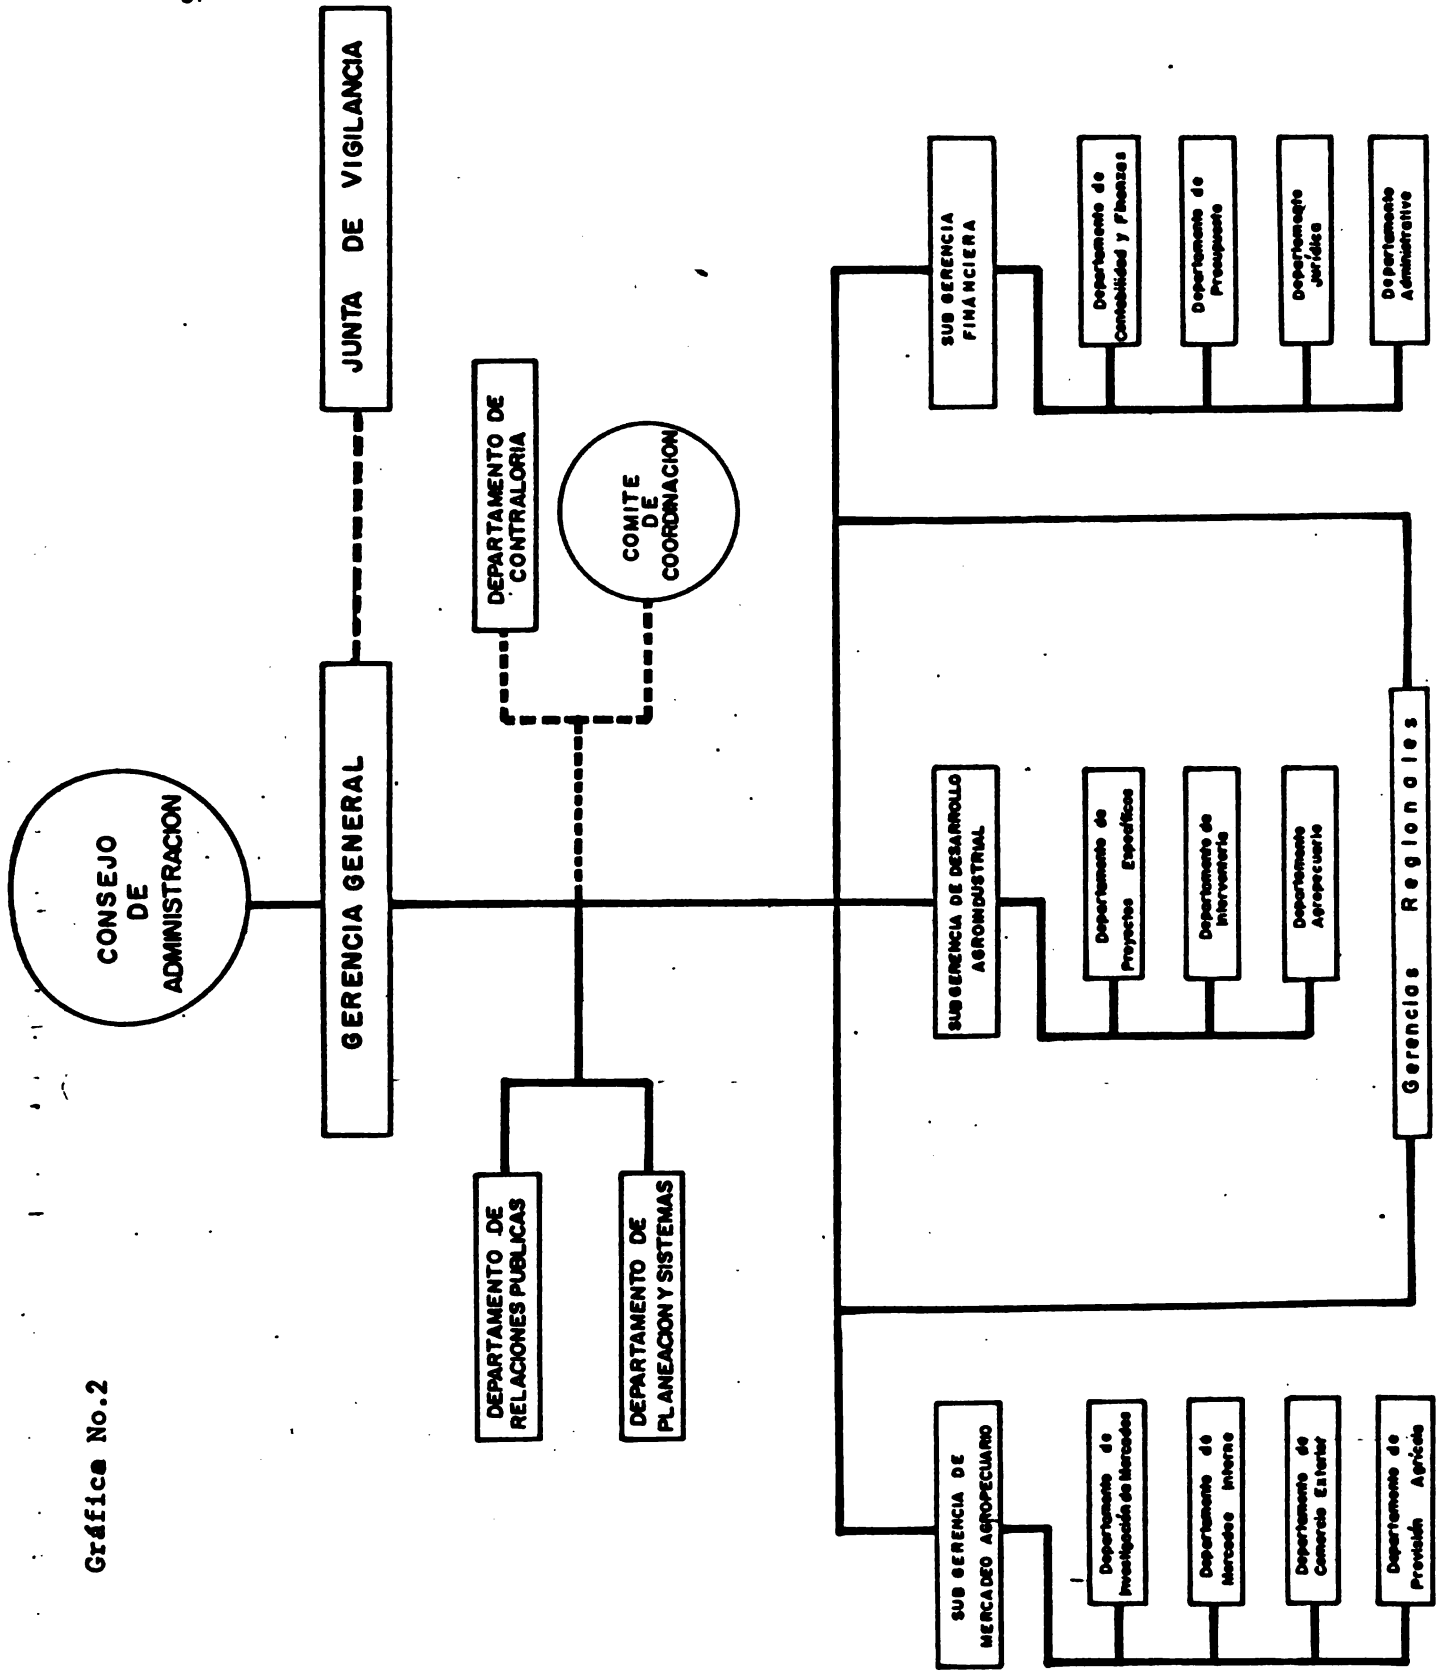 Gráfica No.2
CONSEJO
DE
ADMINISTRACION
GERENCIA GENERAL
JUNTA DE VIGILANCIA
DEPARTAMENTO DE
RELACIONES PUBLICAS
DEPARTAMENTO DE
CONTRALORIA
DEPARTAMENTO DE
PLANEACION Y SISTEMAS
COMITE
DE
COORDINACION
SUB GERENCIA DE
MERCADEO AGROPECUARIO
Departamento de
Investigación de Mercados
Departamento de
Mercadeo Interno
Departamento de
Comercio Exterior
Departamento de
Provisión Agrícola
SUB GERENCIA DE DESARROLLO
AGROINDUSTRIAL
Departamento de
Proyectos Específicos
Departamento de
Interventoria
Departamento
Agropecuario
SUB GERENCIA
FINANCIERA
Departamento de
Contabilidad y Finanzas
Departamento de
Presupuesto
Departamento
Jurídico
Departamento
Administrativo
Gerencias Regionales